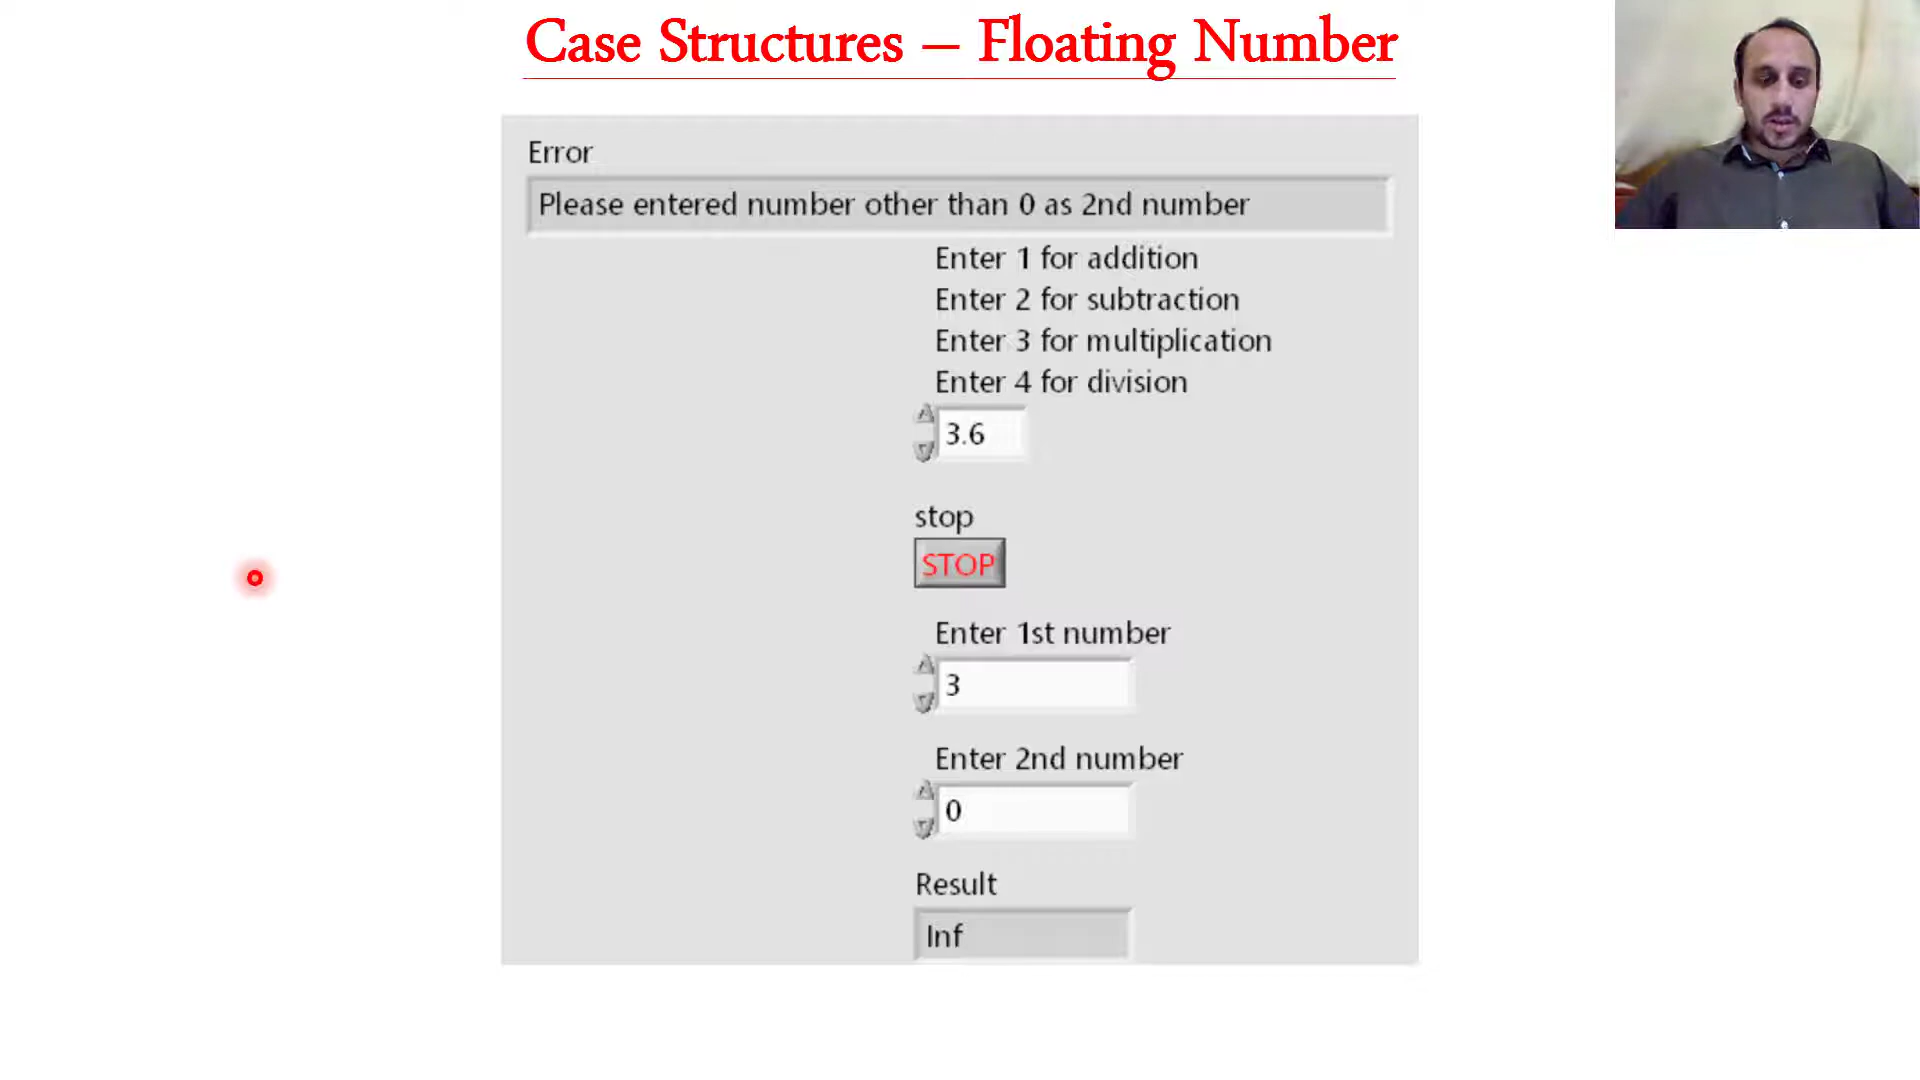 Case Structures – Floating Number
Error
Please entered number other than 0 as 2nd number
Enter 1 for addition
Enter 2 for subtraction
Enter 3 for multiplication
Enter 4 for division
3.6
stop
STOP
Enter 1st number
3
Enter 2nd number
0
Result
Inf